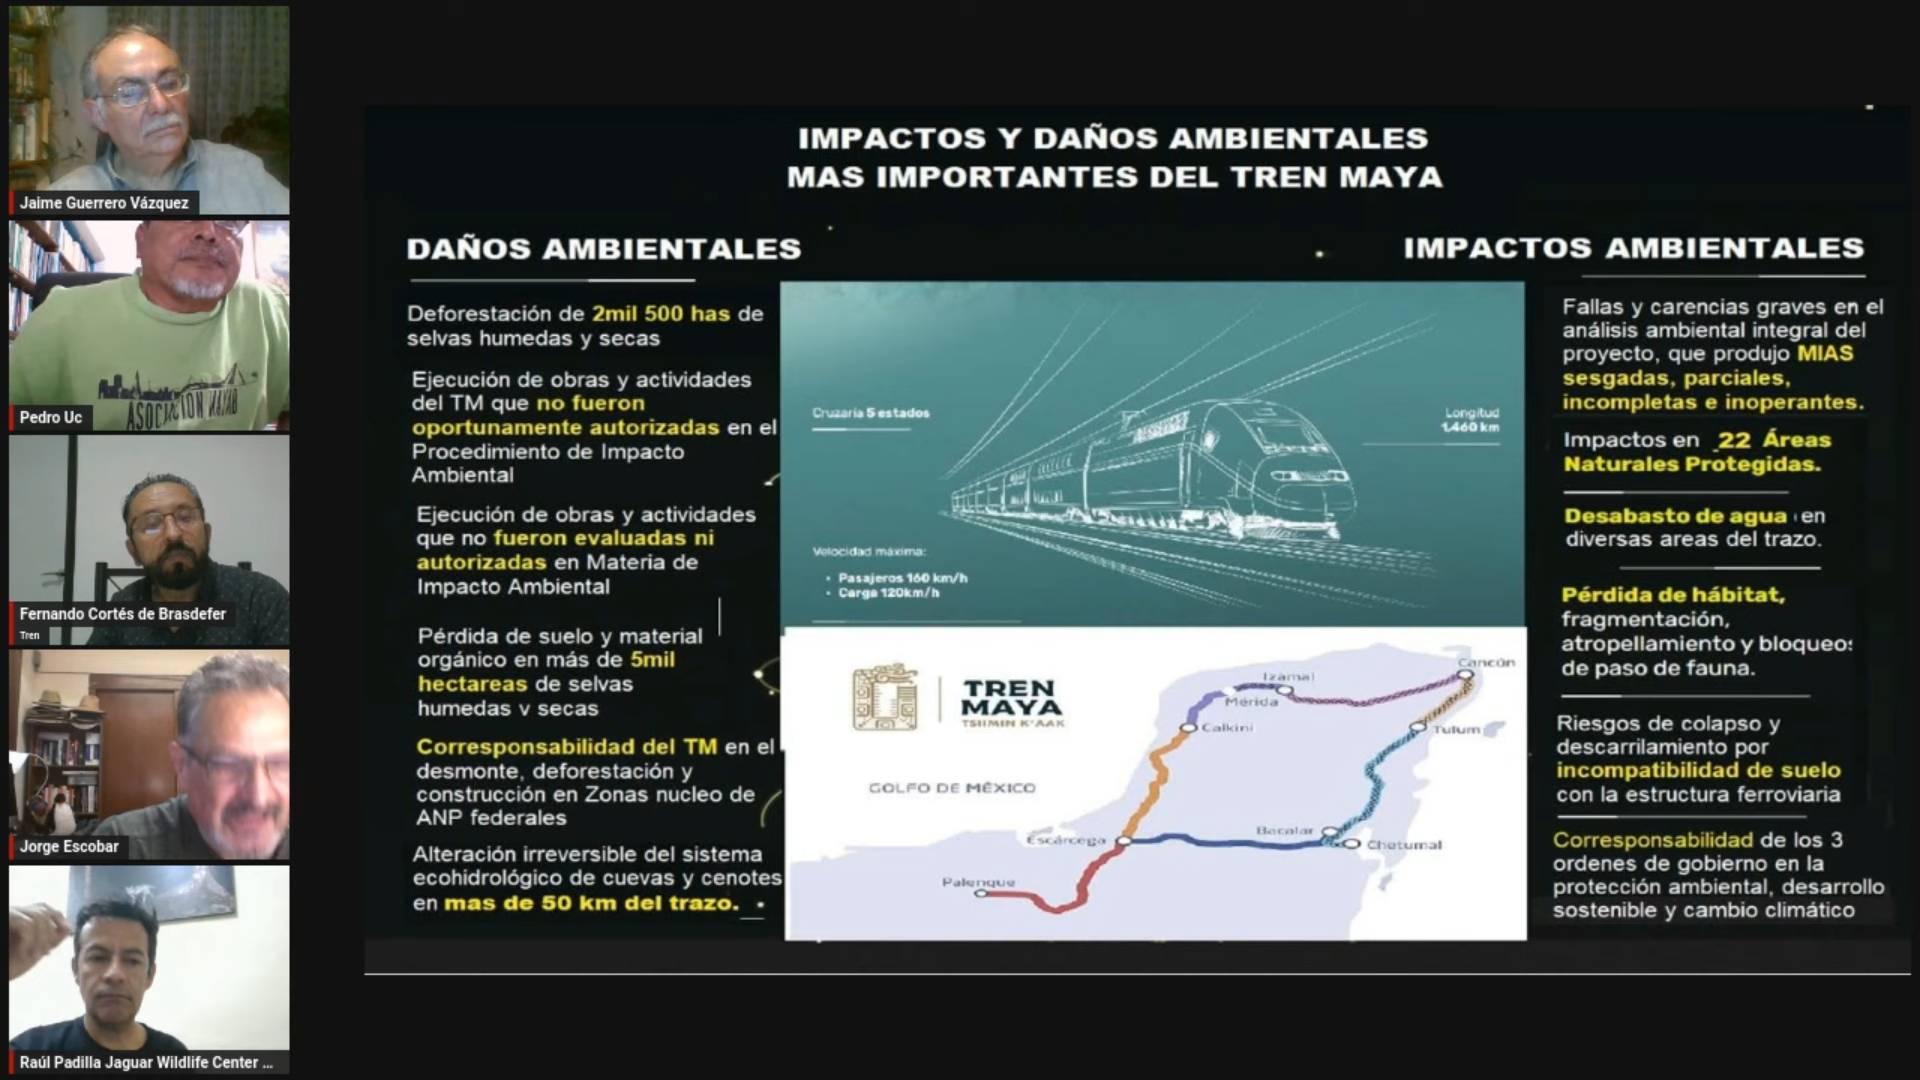 Jaime Guerrero Vázquez
ASOCIACION MAYAB
Pedro Uc
Fernando Cortés de Brasdefer
Tren
Jorge Escobar
Raúl Padilla Jaguar Wildlife Center ...
IMPACTOS Y DAÑOS AMBIENTALES
MAS IMPORTANTES DEL TREN MAYA
DAÑOS AMBIENTALES
Deforestación de 2mil 500 has de
selvas humedas y secas
Ejecución de obras y actividades
del TM que no fueron
oportunamente autorizadas en el
Procedimiento de Impacto
Ambiental
Ejecución de obras y actividades
que no fueron evaluadas ni
autorizadas en Materia de
Impacto Ambiental
Pérdida de suelo y material
orgánico en más de 5mil
hectareas de selvas
humedas y secas
Corresponsabilidad del TM en el
desmonte, deforestación y
construcción en Zonas nucleo de
ANP federales
Alteración irreversible del sistema
ecohidrológico de cuevas y cenotes
en mas de 50 km del trazo.
Cruzaría 5 estados
Longitud
1,460 km
Velocidad máxima:
• Pasajeros 160 km/h
• Carga 120km/h
TREN
MAYA
TSIIMIN K'AAK
GOLFO DE MÉXICO
Cancún
Izamal
Mérida
Calkini
Tulum
Bacalar
Escárcega
Chetumal
Palenque
IMPACTOS AMBIENTALES
Fallas y carencias graves en el
análisis ambiental integral del
proyecto, que produjo MIAS
sesgadas, parciales,
incompletas e inoperantes.
Impactos en 22 Áreas
Naturales Protegidas.
Desabasto de agua en
diversas areas del trazo.
Pérdida de hábitat,
fragmentación,
atropellamiento y bloqueos
de paso de fauna.
Riesgos de colapso y
descarrilamiento por
incompatibilidad de suelo
con la estructura ferroviaria
Corresponsabilidad de los 3
ordenes de gobierno en la
protección ambiental, desarrollo
sostenible y cambio climático